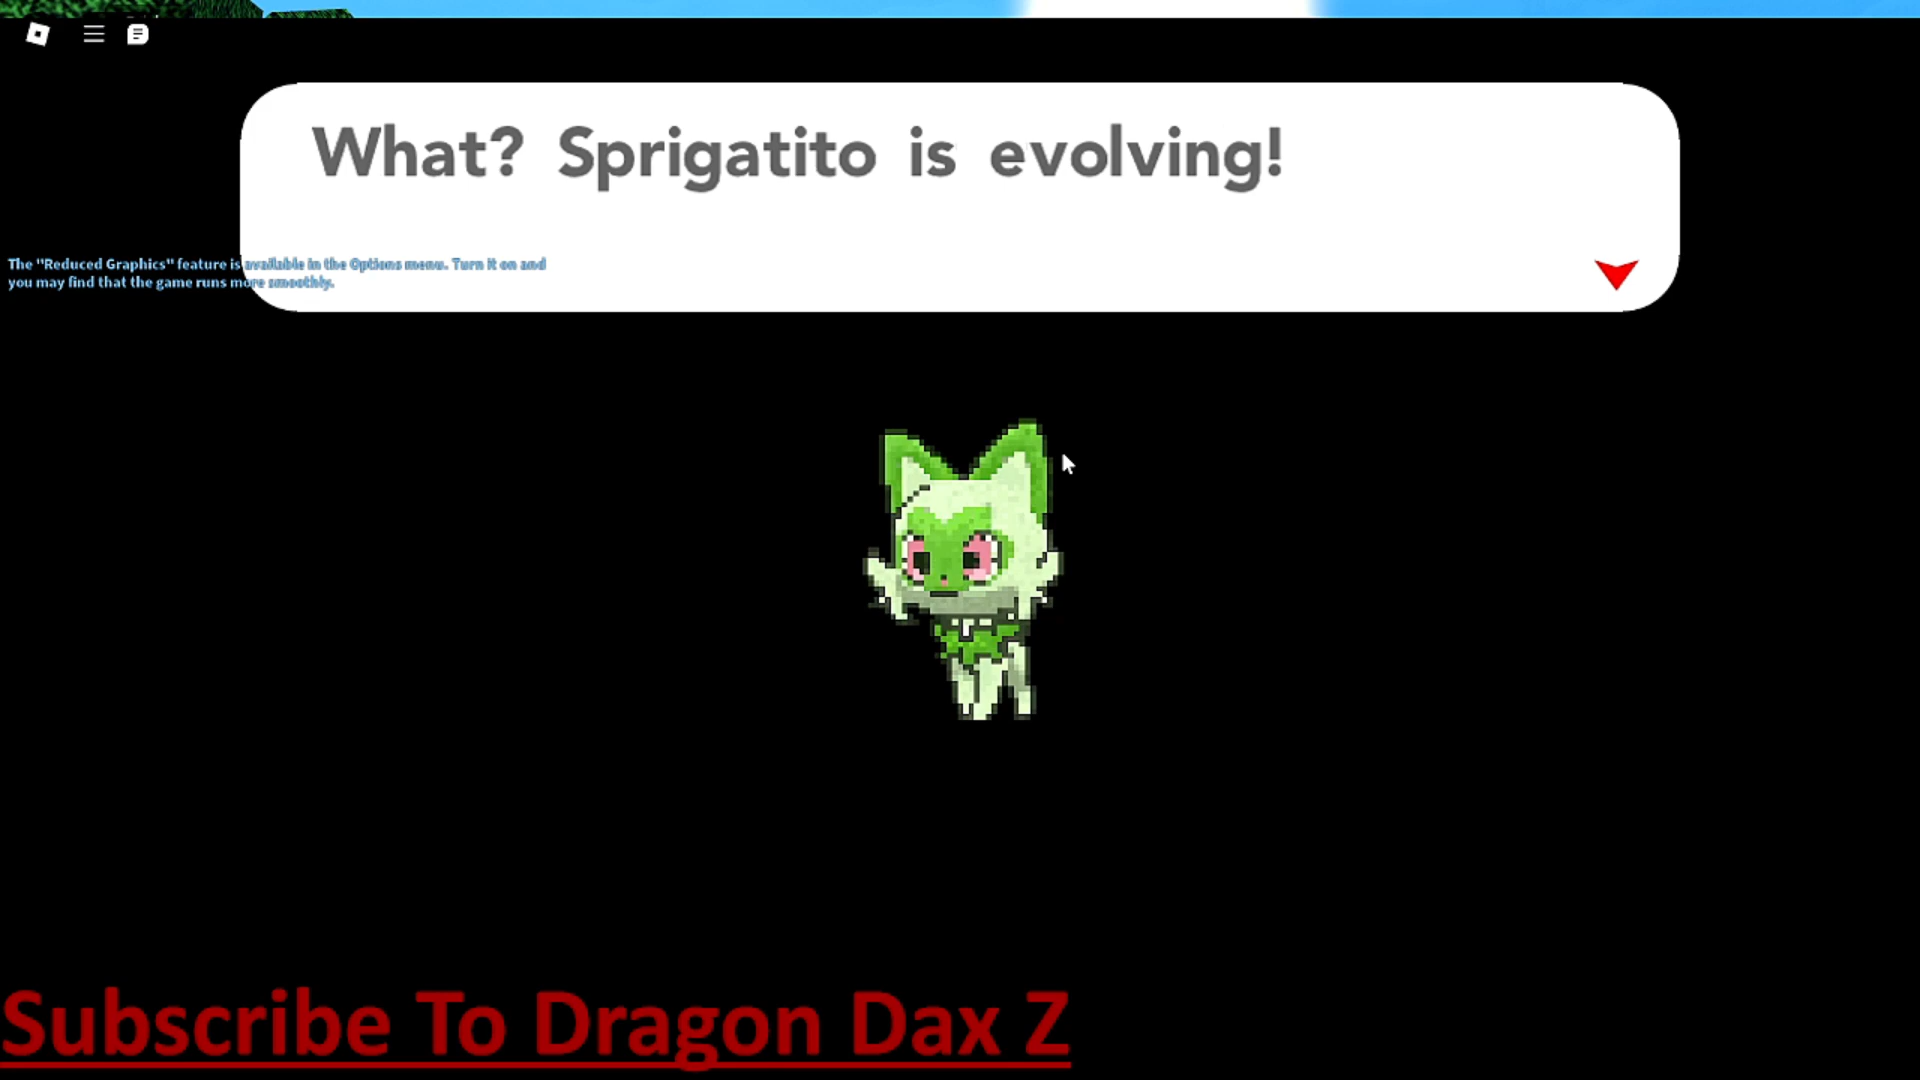 What? Sprigatito is evolving!
The "Reduced Graphics" feature is available in the Options menu. Turn it on and
you may find that the game runs more smoothly.
Subscribe To Dragon Dax Z